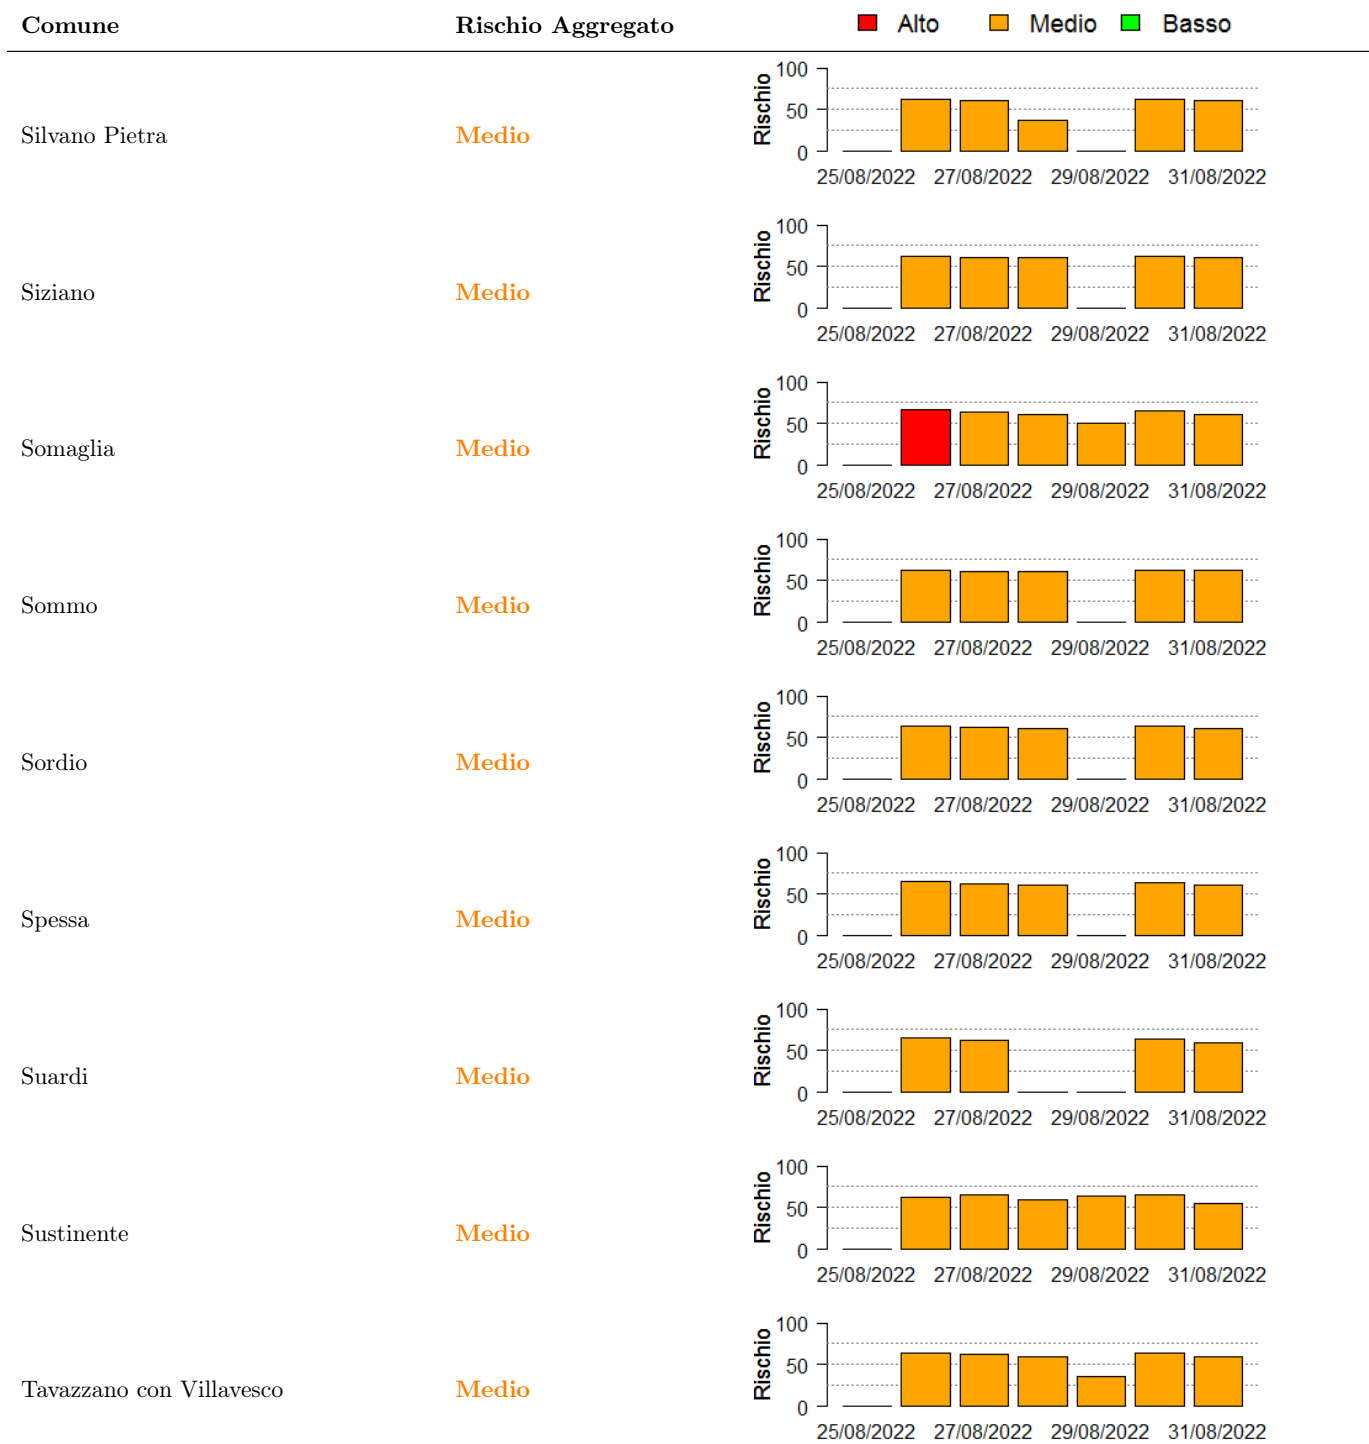 Comune Rischio Aggregato Alto Medio Basso
100
50
0
Rischio
Silvano Pietra Medio
25/08/2022 27/08/2022 29/08/2022 31/08/2022
100
50
0
Rischio
Siziano Medio
25/08/2022 27/08/2022 29/08/2022 31/08/2022
100
50
0
Rischio
Somaglia Medio
25/08/2022 27/08/2022 29/08/2022 31/08/2022
100
50
0
Rischio
Sommo Medio
25/08/2022 27/08/2022 29/08/2022 31/08/2022
100
50
0
Rischio
Sordio Medio
25/08/2022 27/08/2022 29/08/2022 31/08/2022
100
50
0
Rischio
Spessa Medio
25/08/2022 27/08/2022 29/08/2022 31/08/2022
100
50
0
Rischio
Suardi Medio
25/08/2022 27/08/2022 29/08/2022 31/08/2022
100
50
0
Rischio
Sustinente Medio
25/08/2022 27/08/2022 29/08/2022 31/08/2022
100
50
0
Rischio
Tavazzano con Villavesco Medio
25/08/2022 27/08/2022 29/08/2022 31/08/2022